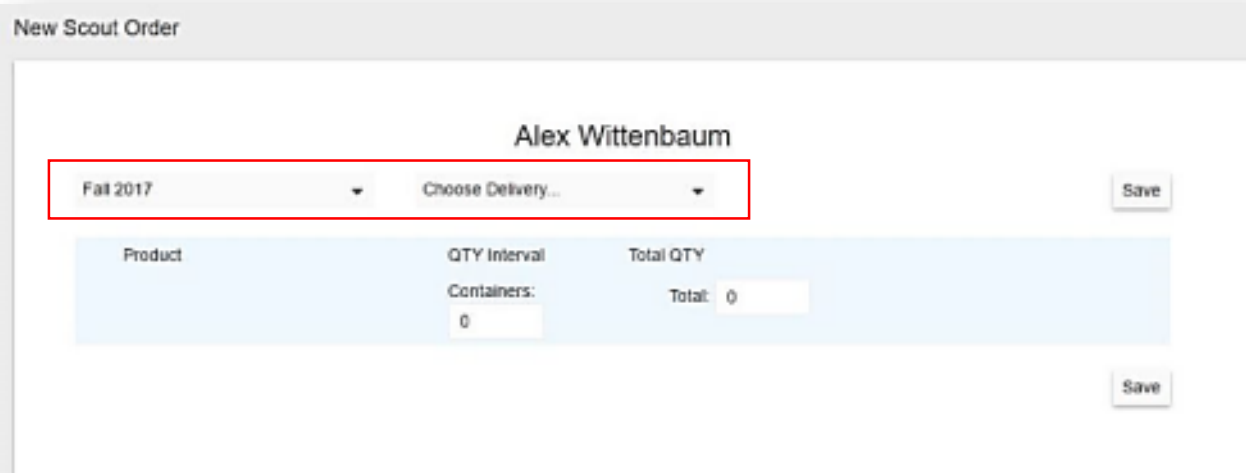 New Scout Order
Alex Wittenbaum
Fall 2017 Choose Delivery... Save
Product QTY Interval Total QTY
Containers: Total: 0
0
Save